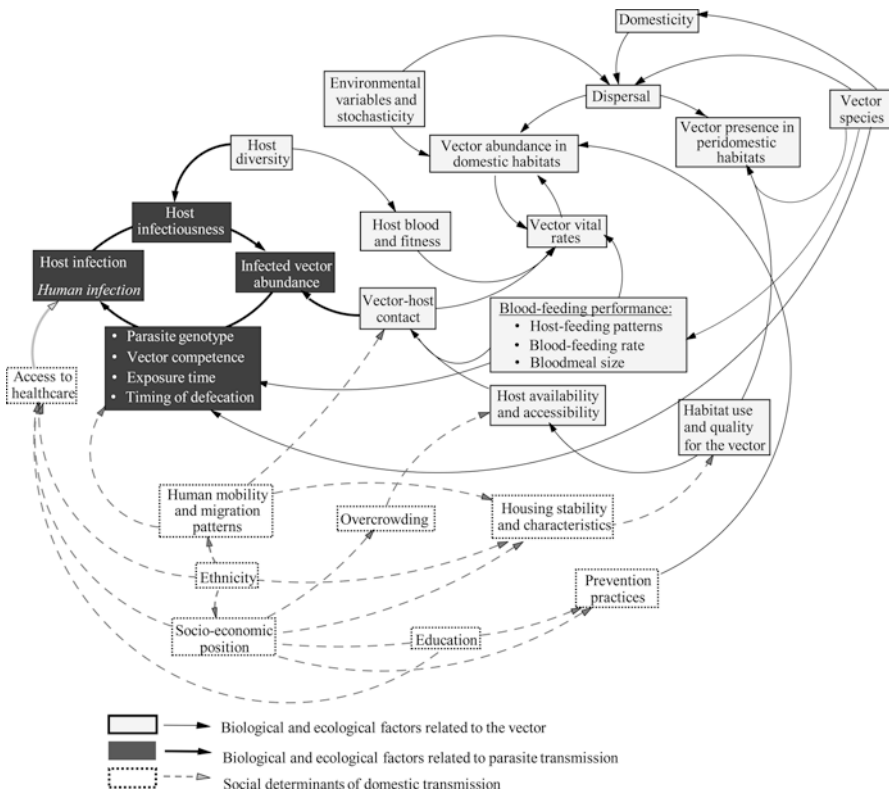 Domesticity
Environmental
variables and
stochasticity
Dispersal
Vector
species
Vector abundance in
domestic habitats
Vector presence in
peridomestic
habitats
Host
diversity
Host
infectiousness
Host blood
and fitness
Vector vital
rates
Host infection
Human infection
Infected vector
abundance
Vector-host
contact
Blood-feeding performance:
• Host-feeding patterns
• Blood-feeding rate
• Bloodmeal size
• Parasite genotype
• Vector competence
• Exposure time
• Timing of defecation
Access to
healthcare
Host availability
and accessibility
Habitat use
and quality
for the vector
Human mobility
and migration
patterns
Overcrowding
Housing stability
and characteristics
Ethnicity
Prevention
practices
Socio-economic
position
Education
Biological and ecological factors related to the vector
Biological and ecological factors related to parasite transmission
Social determinants of domestic transmission